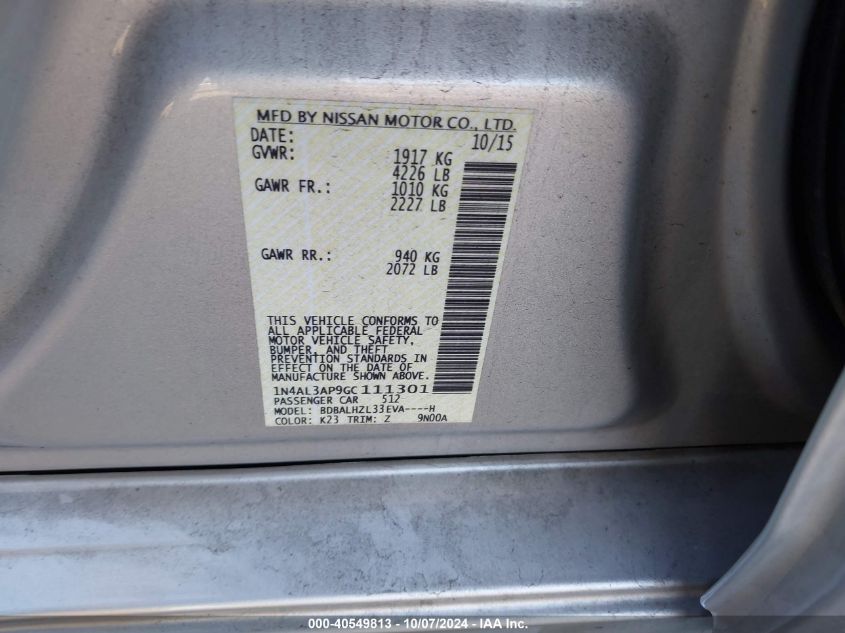 MFD BY NISSAN MOTOR CO., LTD.
DATE: 10/15
GVWR: 1917 KG
4226 LB
GAWR FR.: 1010 KG
2227 LB
GAWR RR.: 940 KG
2072 LB
THIS VEHICLE CONFORMS TO
ALL APPLICABLE FEDERAL
MOTOR VEHICLE SAFETY,
BUMPER, AND THEFT
PREVENTION STANDARDS IN
EFFECT ON THE DATE OF
MANUFACTURE SHOWN ABOVE.
1N4AL3AP9GC111301
PASSENGER CAR 512
MODEL: BDBALHZL33EVA----H
COLOR: K23 TRIM: Z 9N00A
000-40549813 - 10/07/2024 - IAA Inc.